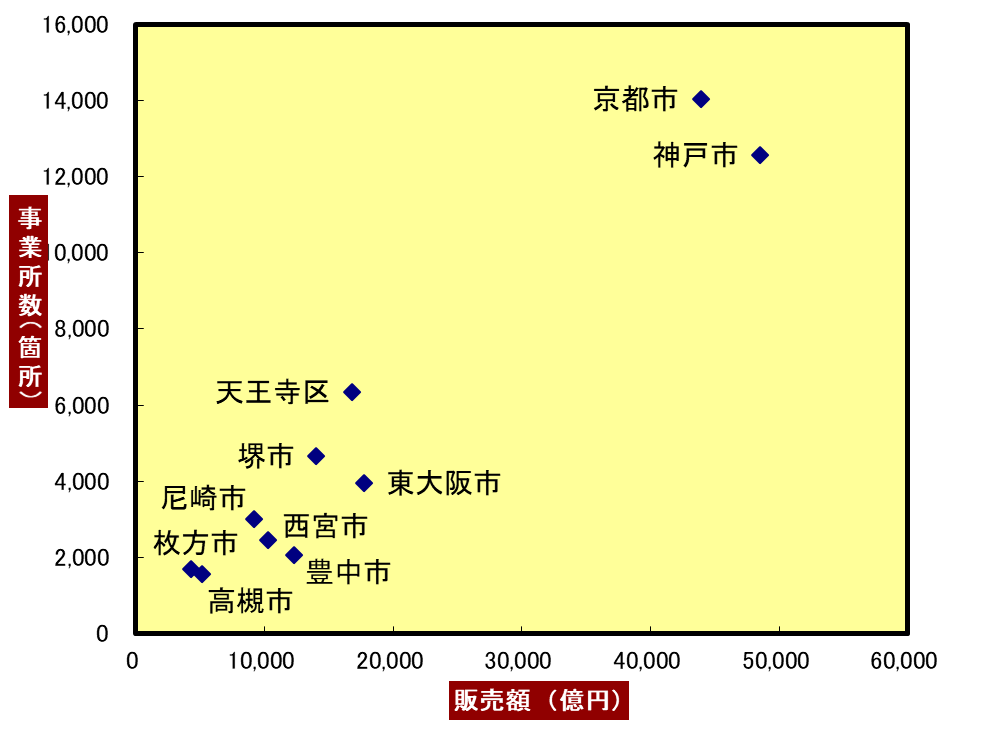 16,000
14,000
12,000
10,000
8,000
6,000
4,000
2,000
0
事業所数(箇所)
京都市
神戸市
天王寺区
堺市
東大阪市
尼崎市
西宮市
枚方市
豊中市
高槻市
0 10,000 20,000 30,000 40,000 50,000 60,000
販売額(億円)